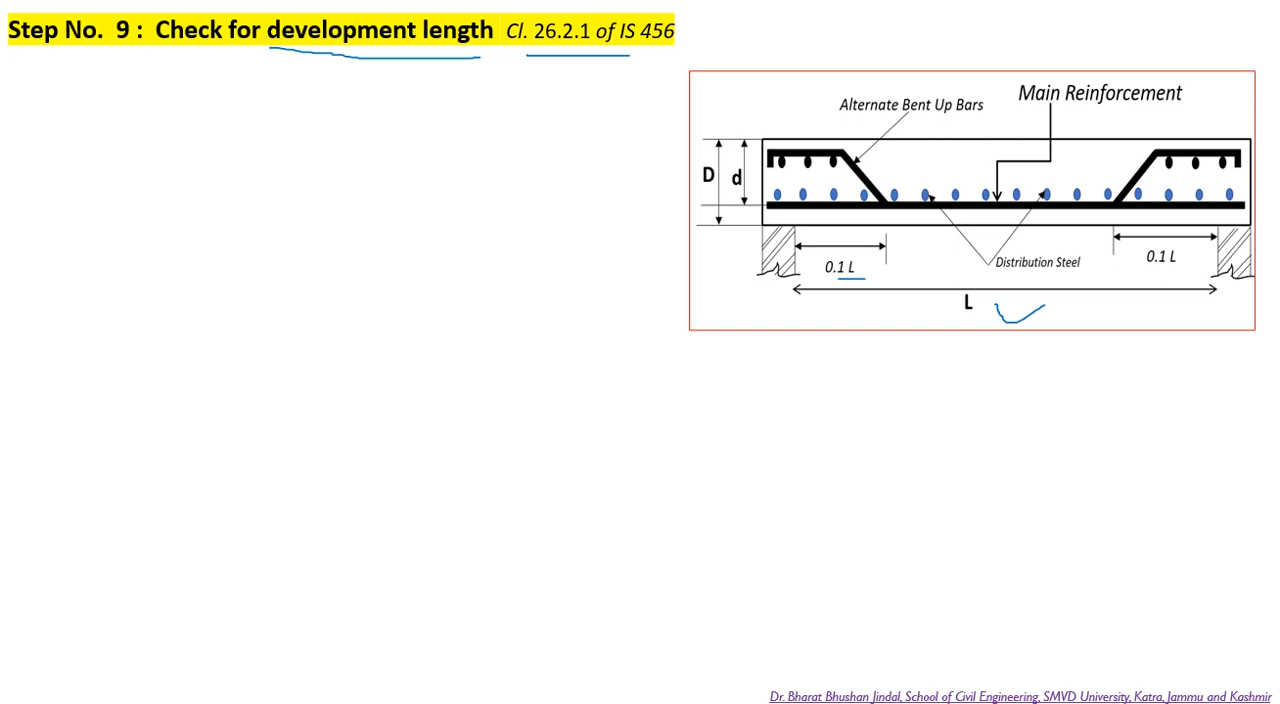 Step No. 9 : Check for development length Cl. 26.2.1 of IS 456
Main Reinforcement
Alternate Bent Up Bars
D
d
Distribution Steel
0.1 L
0.1 L
L
Dr. Bharat Bhushan Jindal, School of Civil Engineering, SMVD University, Katra, Jammu and Kashmir